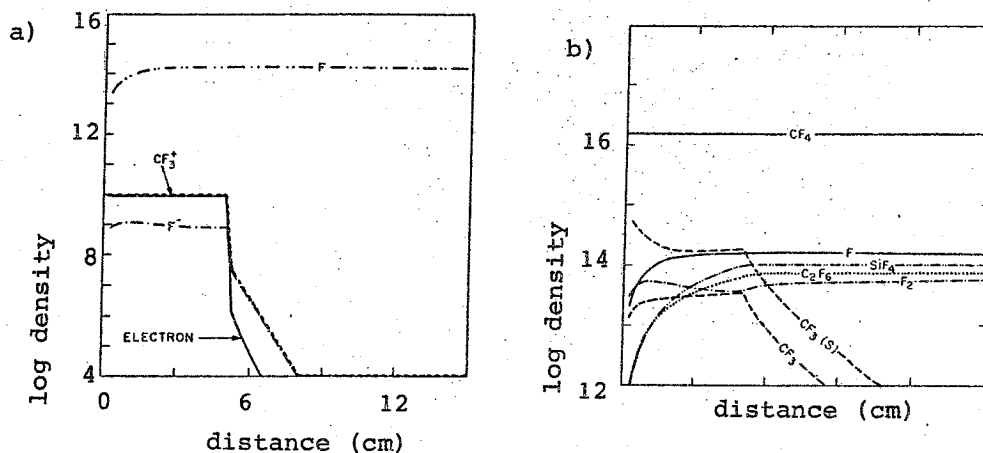 a)
log density
16
12
8
4
F
CF₃⁺
F⁻
ELECTRON
0
6
12
distance (cm)
b)
log density
16
14
12
CF₄
F
SiF₄
C₂F₆
F₂
CF₃ (S)
CF₃
distance (cm)